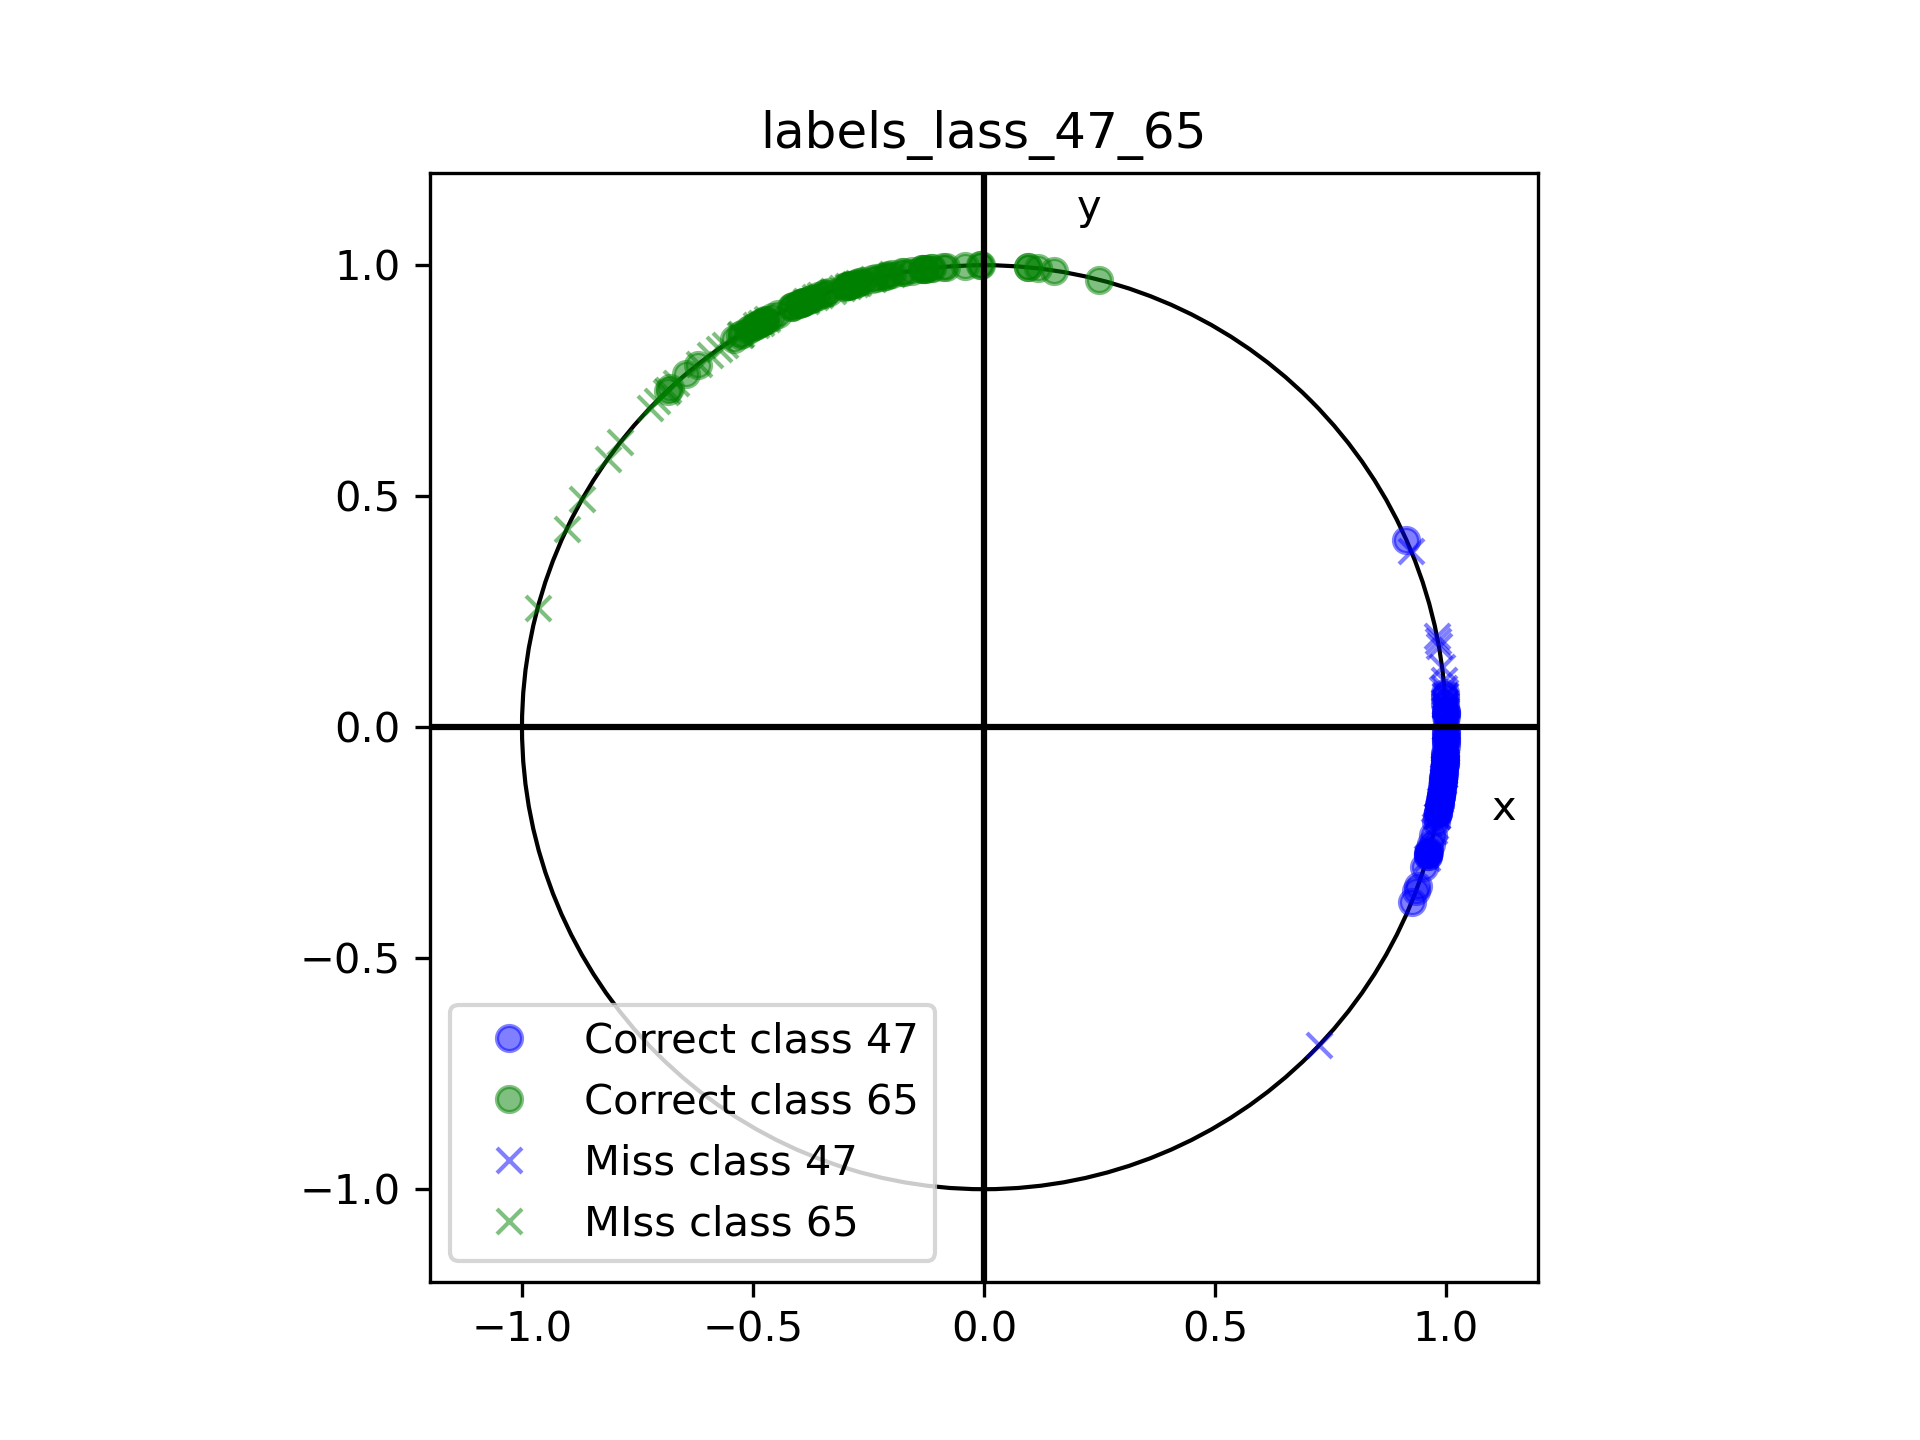 labels_lass_47_65
y
1.0
0.5
0.0
x
−0.5
−1.0
Correct class 47
Correct class 65
Miss class 47
MIss class 65
−1.0 −0.5 0.0 0.5 1.0